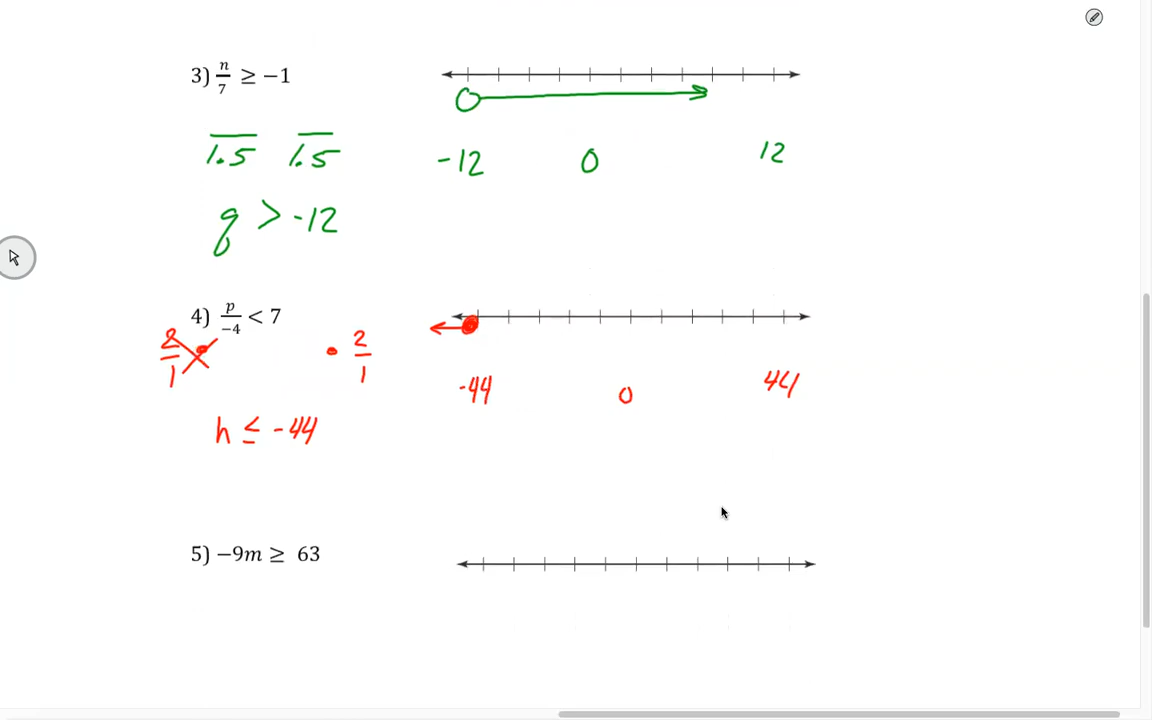 3) n/7 ≥ −1
-12 0 12
1.5 1.5
q > -12
4) p/−4 < 7
2/1 • • 2/1
-44 0 44
h ≤ -44
5) −9m ≥ 63